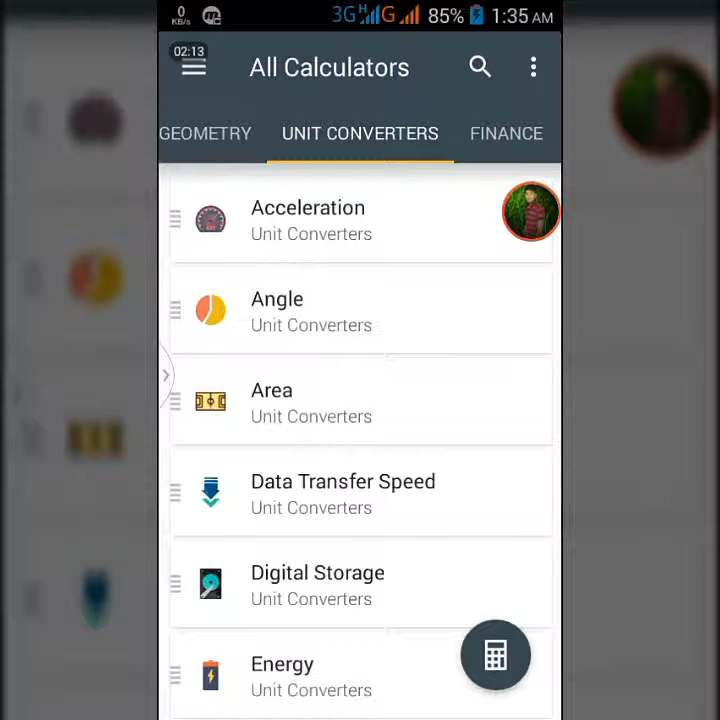 0
KB/s
3G H G 85% 1:35 AM
02:13
All Calculators
GEOMETRY UNIT CONVERTERS FINANCE
Acceleration
Unit Converters
Angle
Unit Converters
Area
Unit Converters
Data Transfer Speed
Unit Converters
Digital Storage
Unit Converters
Energy
Unit Converters